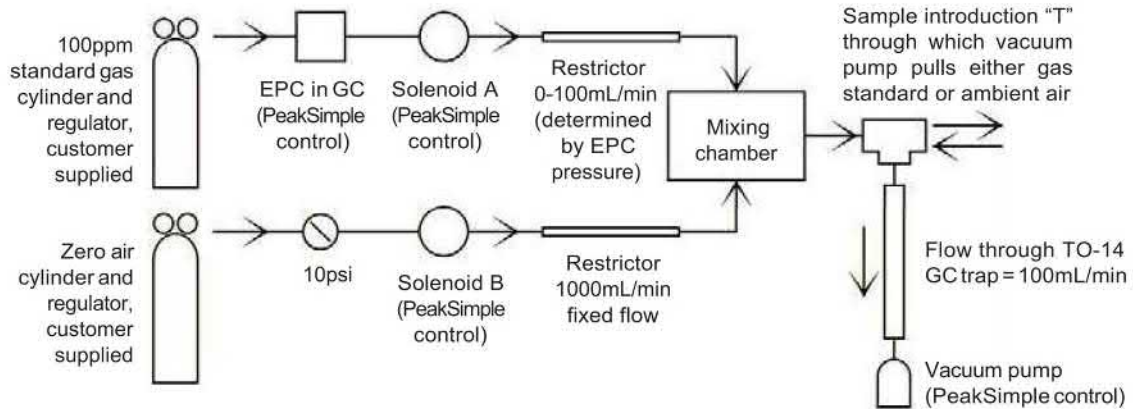 100ppm
standard gas
cylinder and
regulator,
customer
supplied
EPC in GC
(PeakSimple
control)
Solenoid A
(PeakSimple
control)
Restrictor
0-100mL/min
(determined
by EPC
pressure)
Mixing
chamber
Sample introduction “T”
through which vacuum
pump pulls either gas
standard or ambient air
Zero air
cylinder and
regulator,
customer
supplied
10psi
Solenoid B
(PeakSimple
control)
Restrictor
1000mL/min
fixed flow
Flow through TO-14
GC trap = 100mL/min
Vacuum pump
(PeakSimple control)